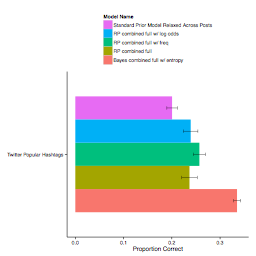 Model Name
Standard Prior Model Relaxed Across Posts
RP combined full w/ log odds
RP combined full w/ freq
RP combined full
Bayes combined full w/ entropy
Twitter Popular Hashtags
0.0 0.1 0.2 0.3
Proportion Correct